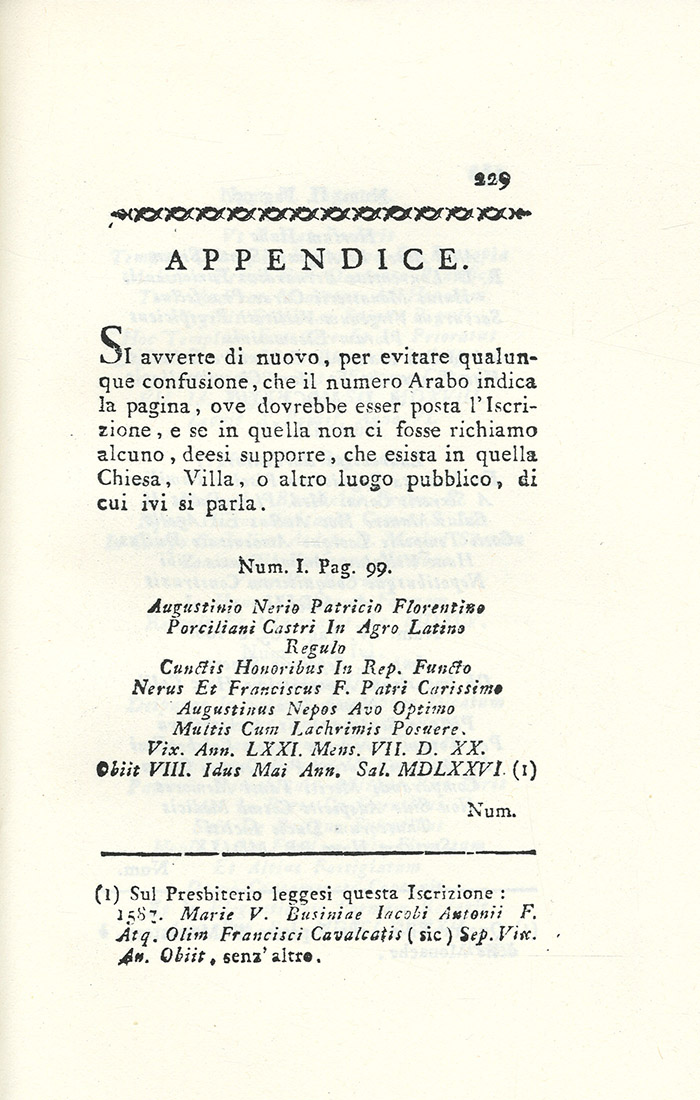 229
APPENDICE.
SI avverte di nuovo, per evitare qualun-
que confusione, che il numero Arabo indica
la pagina, ove dovrebbe esser posta l'Iscri-
zione, e se in quella non ci fosse richiamo
alcuno, deesi supporre, che esista in quella
Chiesa, Villa, o altro luogo pubblico, di
cui ivi si parla.
Num. I. Pag. 99.
Augustinio Nerio Patricio Florentino
Porciliani Castri In Agro Latino
Regulo
Cunctis Honoribus In Rep. Functo
Nerus Et Franciscus F. Patri Carissimo
Augustinus Nepos Avo Optimo
Multis Cum Lachrimis Posuere.
Vix. Ann. LXXI. Mens. VII. D. XX.
Obiit VIII. Idus Mai Ann. Sal. MDLXXVI. (1)
Num.
(1) Sul Presbiterio leggesi questa Iscrizione:
1587. Marie V. Businiae Iacobi Antonii F.
Atq. Olim Francisci Cavalcatis (sic) Sep. Vix.
An. Obiit, senz'altro.